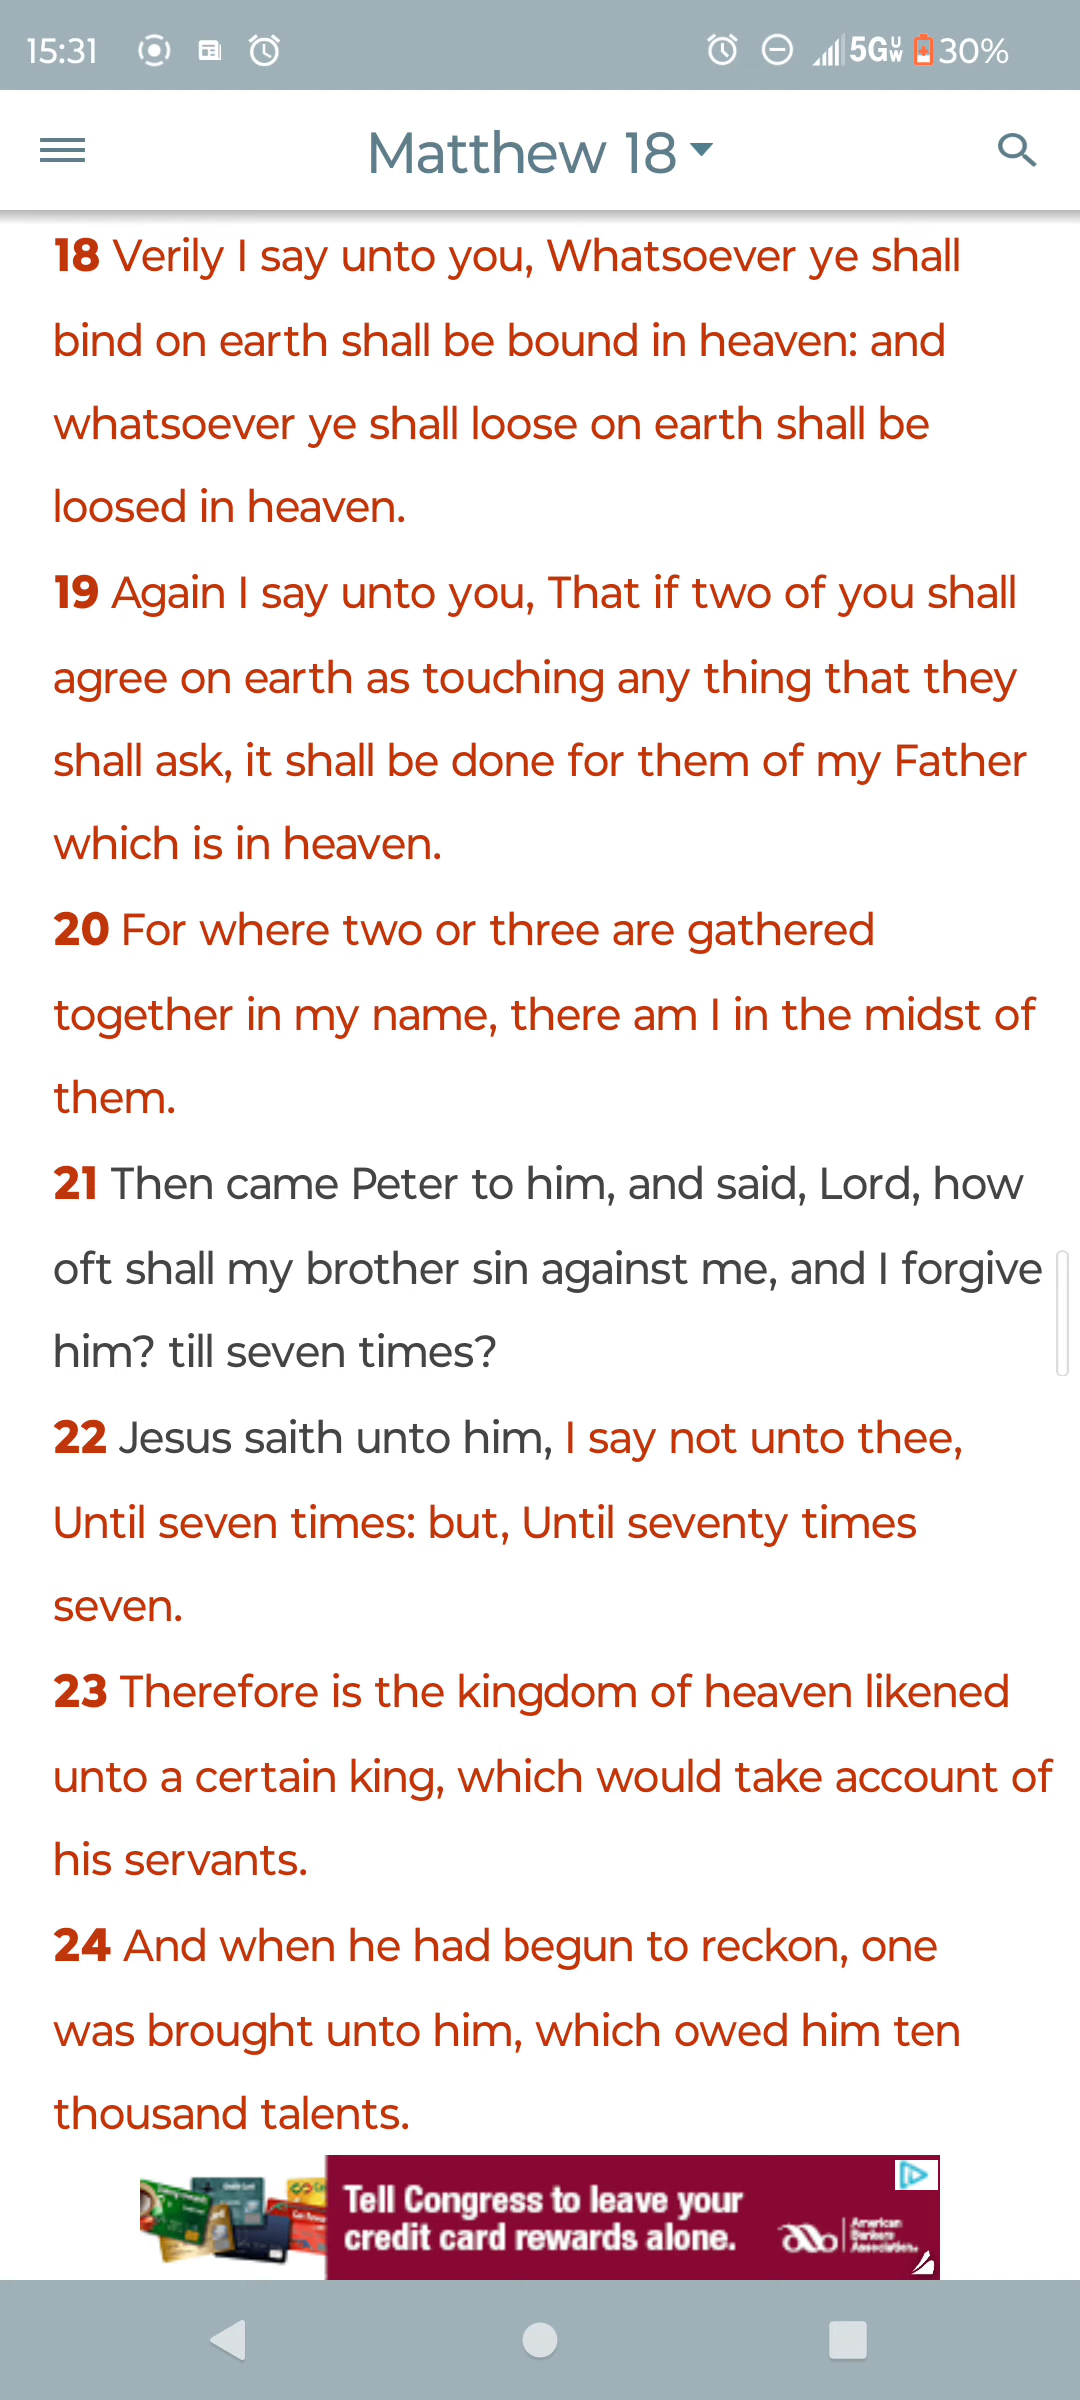 15:31
5G UW 30%
Matthew 18
18 Verily I say unto you, Whatsoever ye shall
bind on earth shall be bound in heaven: and
whatsoever ye shall loose on earth shall be
loosed in heaven.
19 Again I say unto you, That if two of you shall
agree on earth as touching any thing that they
shall ask, it shall be done for them of my Father
which is in heaven.
20 For where two or three are gathered
together in my name, there am I in the midst of
them.
21 Then came Peter to him, and said, Lord, how
oft shall my brother sin against me, and I forgive
him? till seven times?
22 Jesus saith unto him, I say not unto thee,
Until seven times: but, Until seventy times
seven.
23 Therefore is the kingdom of heaven likened
unto a certain king, which would take account of
his servants.
24 And when he had begun to reckon, one
was brought unto him, which owed him ten
thousand talents.
Tell Congress to leave your
credit card rewards alone.
American
Bankers
Association